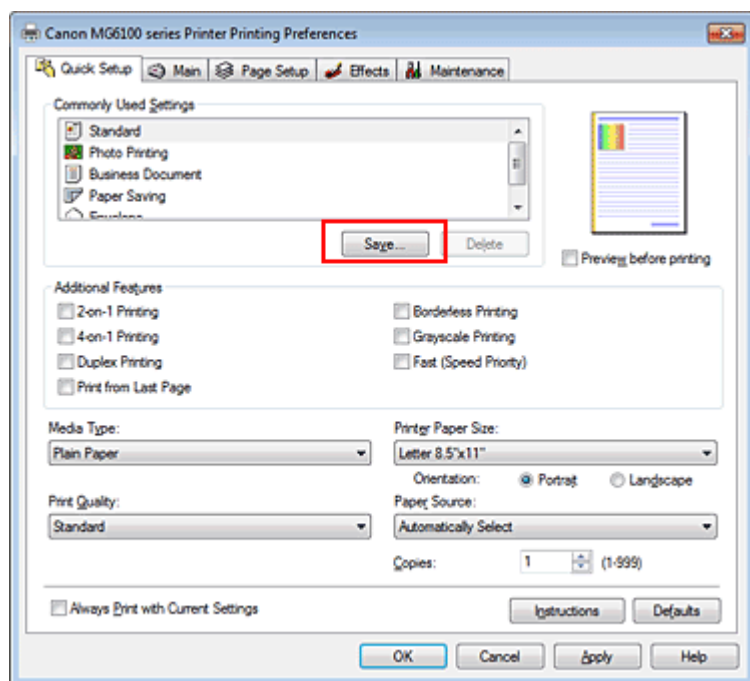 Canon MG6100 series Printer Printing Preferences
Quick Setup Main Page Setup Effects Maintenance
Commonly Used Settings
Standard
Photo Printing
Business Document
Paper Saving
Envelope
Save... Delete
Preview before printing
Additional Features
2-on-1 Printing Borderless Printing
4-on-1 Printing Grayscale Printing
Duplex Printing Fast (Speed Priority)
Print from Last Page
Media Type: Printer Paper Size:
Plain Paper Letter 8.5"x11"
Orientation: Portrait Landscape
Print Quality: Paper Source:
Standard Automatically Select
Copies: 1 (1-999)
Always Print with Current Settings Instructions Defaults
OK Cancel Apply Help